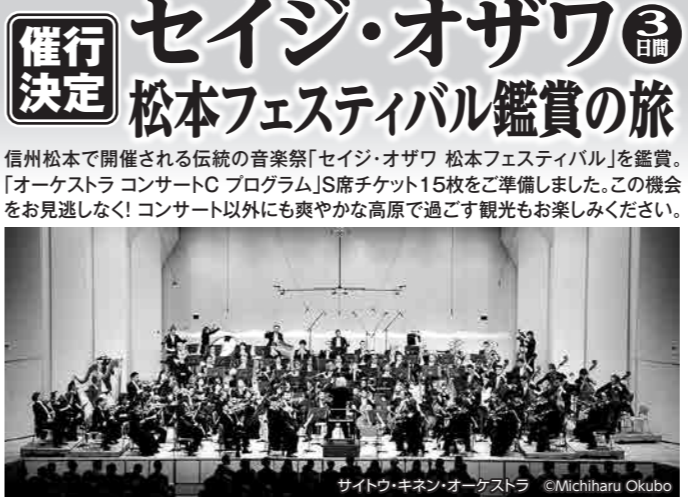 催行決定
セイジ・オザワ 3日間
松本フェスティバル鑑賞の旅
信州松本で開催される伝統の音楽祭「セイジ・オザワ 松本フェスティバル」を鑑賞。
「オーケストラ コンサートC プログラム」S席チケット15枚をご準備しました。この機会
をお見逃しなく! コンサート以外にも爽やかな高原で過ごす観光もお楽しみください。
サイトウ・キネン・オーケストラ ©Michiharu Okubo